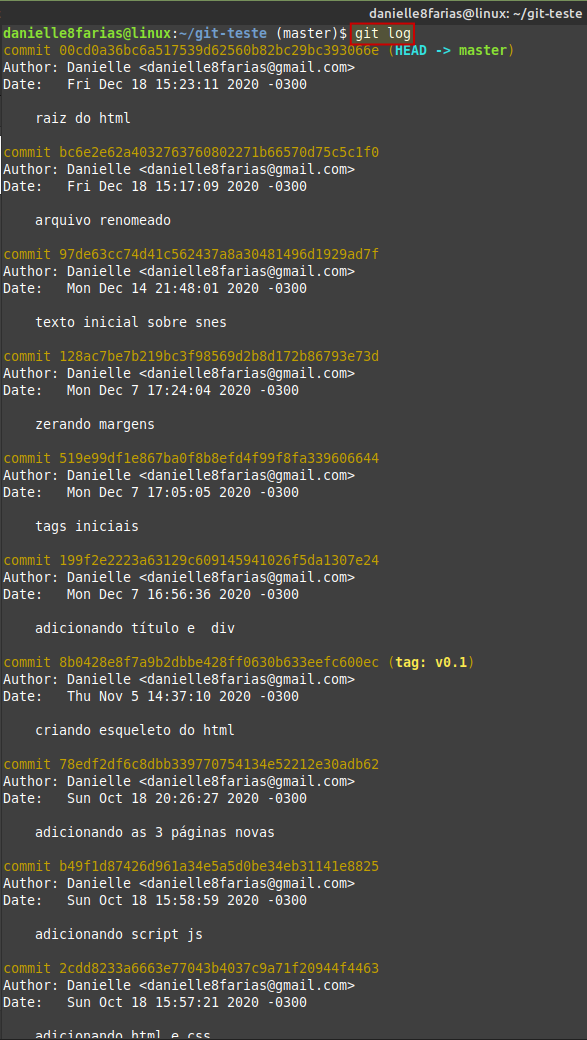 danielle8farias@linux: ~/git-teste
danielle8farias@linux:~/git-teste (master)$ git log
commit 00cd0a36bc6a517539d62560b82bc29bc393066e (HEAD -> master)
Author: Danielle <danielle8farias@gmail.com>
Date:   Fri Dec 18 15:23:11 2020 -0300
raiz do html
commit bc6e2e62a4032763760802271b66570d75c5c1f0
Author: Danielle <danielle8farias@gmail.com>
Date:   Fri Dec 18 15:17:09 2020 -0300
arquivo renomeado
commit 97de63cc74d41c562437a8a30481496d1929ad7f
Author: Danielle <danielle8farias@gmail.com>
Date:   Mon Dec 14 21:48:01 2020 -0300
texto inicial sobre snes
commit 128ac7be7b219bc3f98569d2b8d172b86793e73d
Author: Danielle <danielle8farias@gmail.com>
Date:   Mon Dec 7 17:24:04 2020 -0300
zerando margens
commit 519e99df1e867ba0f8b8efd4f99f8fa339606644
Author: Danielle <danielle8farias@gmail.com>
Date:   Mon Dec 7 17:05:05 2020 -0300
tags iniciais
commit 199f2e2223a63129c609145941026f5da1307e24
Author: Danielle <danielle8farias@gmail.com>
Date:   Mon Dec 7 16:56:36 2020 -0300
adicionando título e  div
commit 8b0428e8f7a9b2dbbe428ff0630b633eefc600ec (tag: v0.1)
Author: Danielle <danielle8farias@gmail.com>
Date:   Thu Nov 5 14:37:10 2020 -0300
criando esqueleto do html
commit 78edf2df6c8dbb339770754134e52212e30adb62
Author: Danielle <danielle8farias@gmail.com>
Date:   Sun Oct 18 20:26:27 2020 -0300
adicionando as 3 páginas novas
commit b49f1d87426d961a34e5a5d0be34eb31141e8825
Author: Danielle <danielle8farias@gmail.com>
Date:   Sun Oct 18 15:58:59 2020 -0300
adicionando script js
commit 2cdd8233a6663e77043b4037c9a71f20944f4463
Author: Danielle <danielle8farias@gmail.com>
Date:   Sun Oct 18 15:57:21 2020 -0300
adicionando html e css